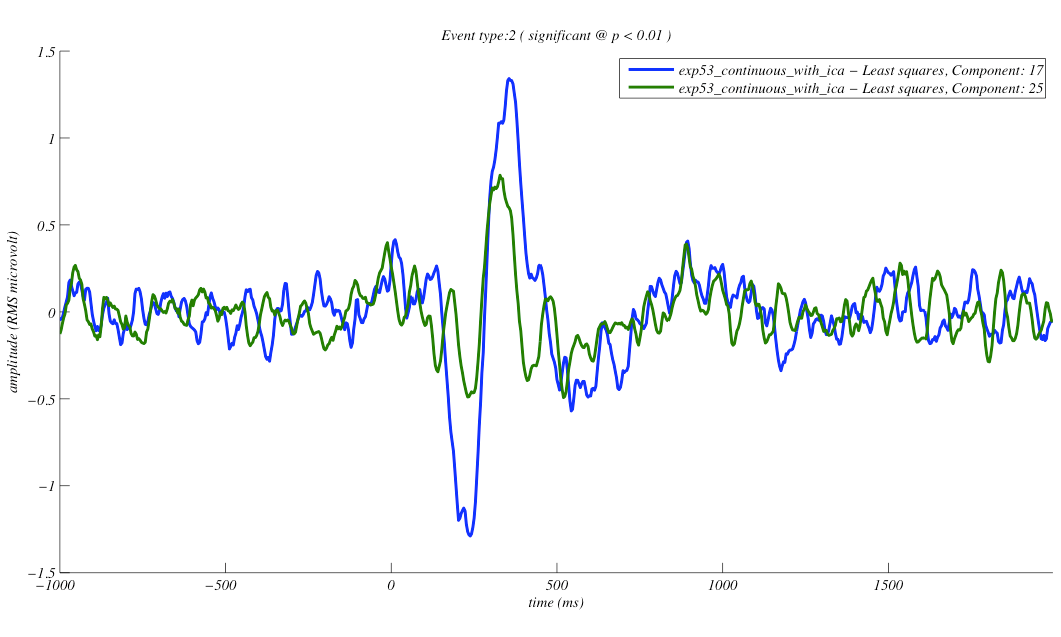 Event type:2 ( significant @ p < 0.01 )
exp53_continuous_with_ica − Least squares, Component: 17
exp53_continuous_with_ica − Least squares, Component: 25
amplitude (RMS microvolt)
1.5
1
0.5
0
−0.5
−1
−1.5
−1000
−500
0
500
1000
1500
time (ms)